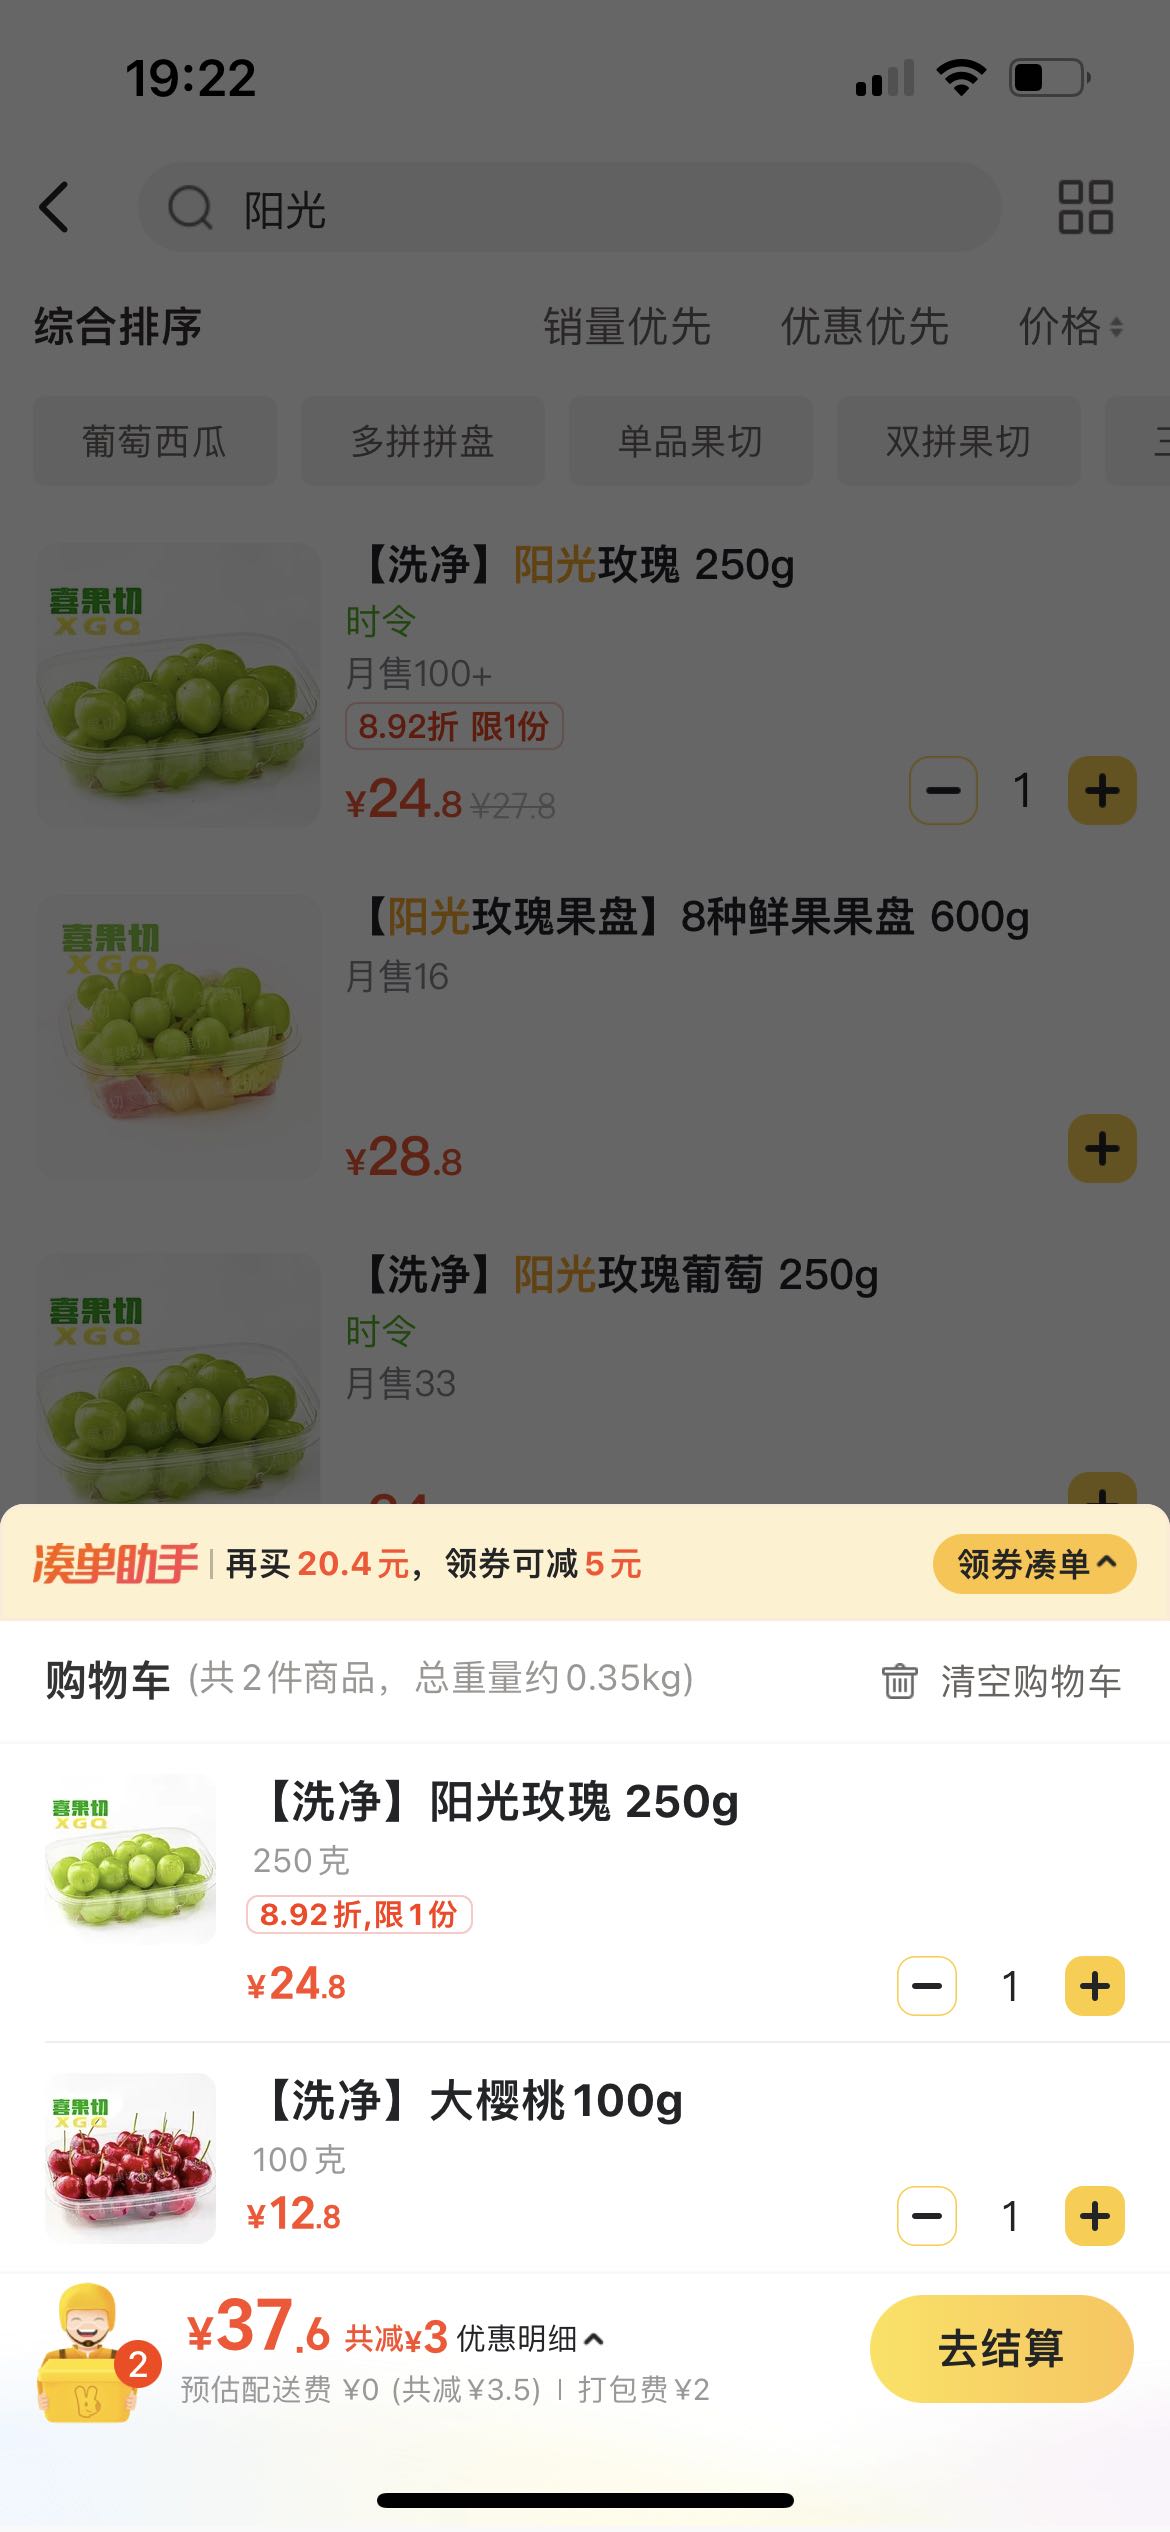 19:22
阳光
综合排序 销量优先 优惠优先 价格
葡萄西瓜 多拼拼盘 单品果切 双拼果切
喜果切
XGQ
【洗净】阳光玫瑰 250g
时令
月售100+
8.92折 限1份
¥24.8 ¥27.8
1
喜果切
XGQ
【阳光玫瑰果盘】8种鲜果果盘 600g
月售16
¥28.8
喜果切
XGQ
【洗净】阳光玫瑰葡萄 250g
时令
月售33
凑单助手 | 再买20.4元，领券可减5元 领券凑单
购物车 (共2件商品，总重量约0.35kg) 清空购物车
喜果切
XGQ
【洗净】阳光玫瑰 250g
250克
8.92折,限1份
¥24.8
1
喜果切
XGQ
【洗净】大樱桃100g
100克
¥12.8
1
2
¥37.6 共减¥3 优惠明细
预估配送费 ¥0 (共减¥3.5) | 打包费¥2
去结算